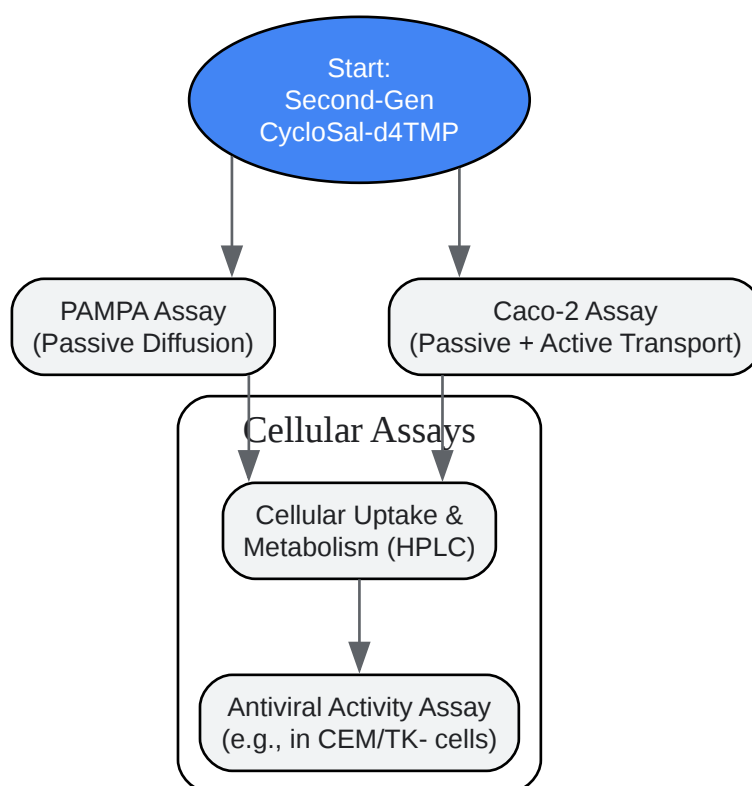 Start:
Second-Gen
CycloSal-d4TMP
PAMPA Assay
(Passive Diffusion)
Caco-2 Assay
(Passive + Active Transport)
Cellular Assays
Cellular Uptake &
Metabolism (HPLC)
Antiviral Activity Assay
(e.g., in CEM/TK- cells)